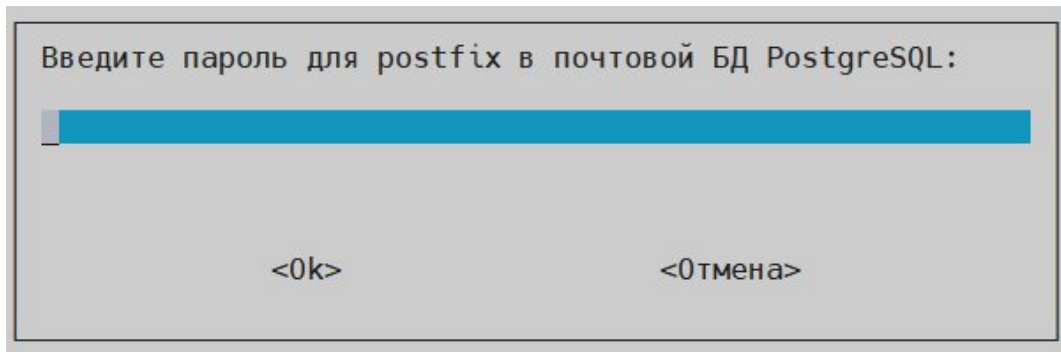 Введите пароль для postfix в почтовой БД PostgreSQL:
<Ok> <Отмена>